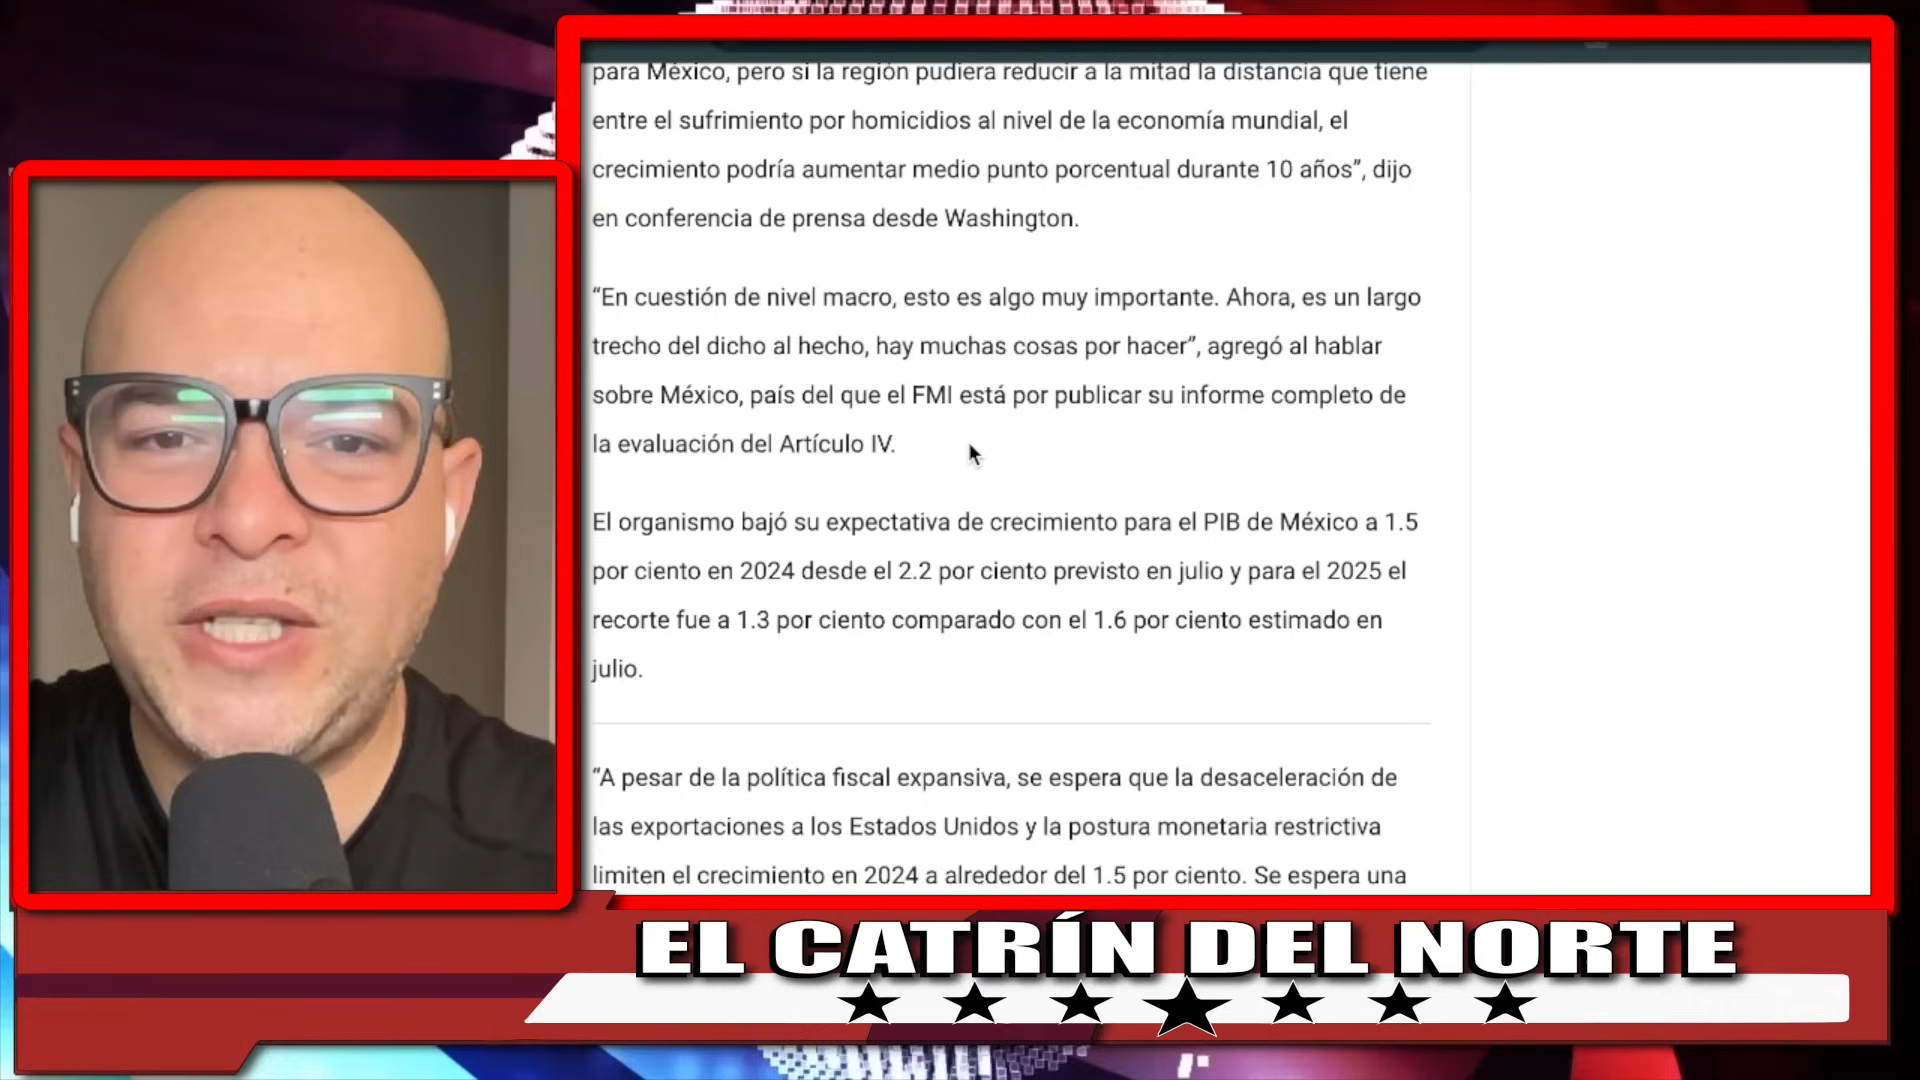 para México, pero si la región pudiera reducir a la mitad la distancia que tiene
entre el sufrimiento por homicidios al nivel de la economía mundial, el
crecimiento podría aumentar medio punto porcentual durante 10 años”, dijo
en conferencia de prensa desde Washington.
“En cuestión de nivel macro, esto es algo muy importante. Ahora, es un largo
trecho del dicho al hecho, hay muchas cosas por hacer”, agregó al hablar
sobre México, país del que el FMI está por publicar su informe completo de
la evaluación del Artículo IV.
El organismo bajó su expectativa de crecimiento para el PIB de México a 1.5
por ciento en 2024 desde el 2.2 por ciento previsto en julio y para el 2025 el
recorte fue a 1.3 por ciento comparado con el 1.6 por ciento estimado en
julio.
“A pesar de la política fiscal expansiva, se espera que la desaceleración de
las exportaciones a los Estados Unidos y la postura monetaria restrictiva
limiten el crecimiento en 2024 a alrededor del 1.5 por ciento. Se espera una
EL CATRÍN DEL NORTE